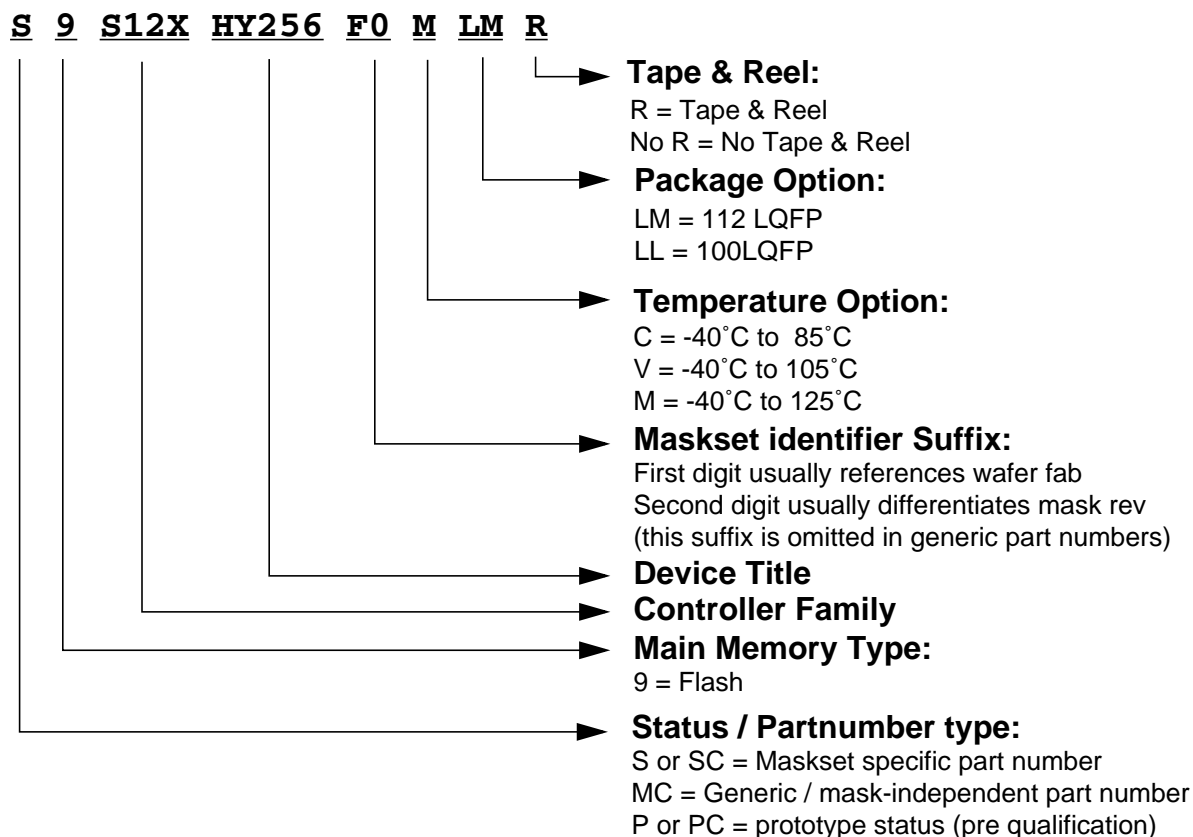 S 9 S12X HY256 F0 M LM R
Tape & Reel:
R = Tape & Reel
No R = No Tape & Reel
Package Option:
LM = 112 LQFP
LL = 100LQFP
Temperature Option:
C = -40˚C to  85˚C
V = -40˚C to 105˚C
M = -40˚C to 125˚C
Maskset identifier Suffix:
First digit usually references wafer fab
Second digit usually differentiates mask rev
(this suffix is omitted in generic part numbers)
Device Title
Controller Family
Main Memory Type:
9 = Flash
Status / Partnumber type:
S or SC = Maskset specific part number
MC = Generic / mask-independent part number
P or PC = prototype status (pre qualification)